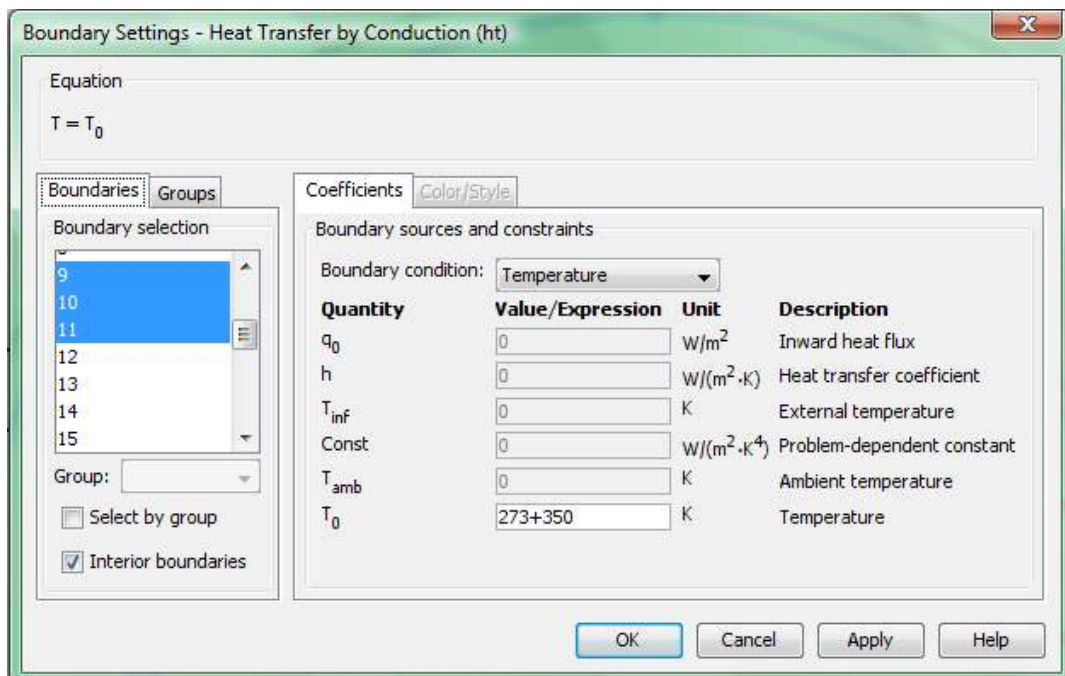 Boundary Settings - Heat Transfer by Conduction (ht)
X
Equation
T = T0
Boundaries Groups
Boundary selection
9
10
11
12
13
14
15
Group:
Select by group
Interior boundaries
Coefficients Color/Style
Boundary sources and constraints
Boundary condition: Temperature
Quantity Value/Expression Unit Description
q0 0 W/m² Inward heat flux
h 0 W/(m²·K) Heat transfer coefficient
Tinf 0 K External temperature
Const 0 W/(m²·K⁴) Problem-dependent constant
Tamb 0 K Ambient temperature
T0 273+350 K Temperature
OK Cancel Apply Help